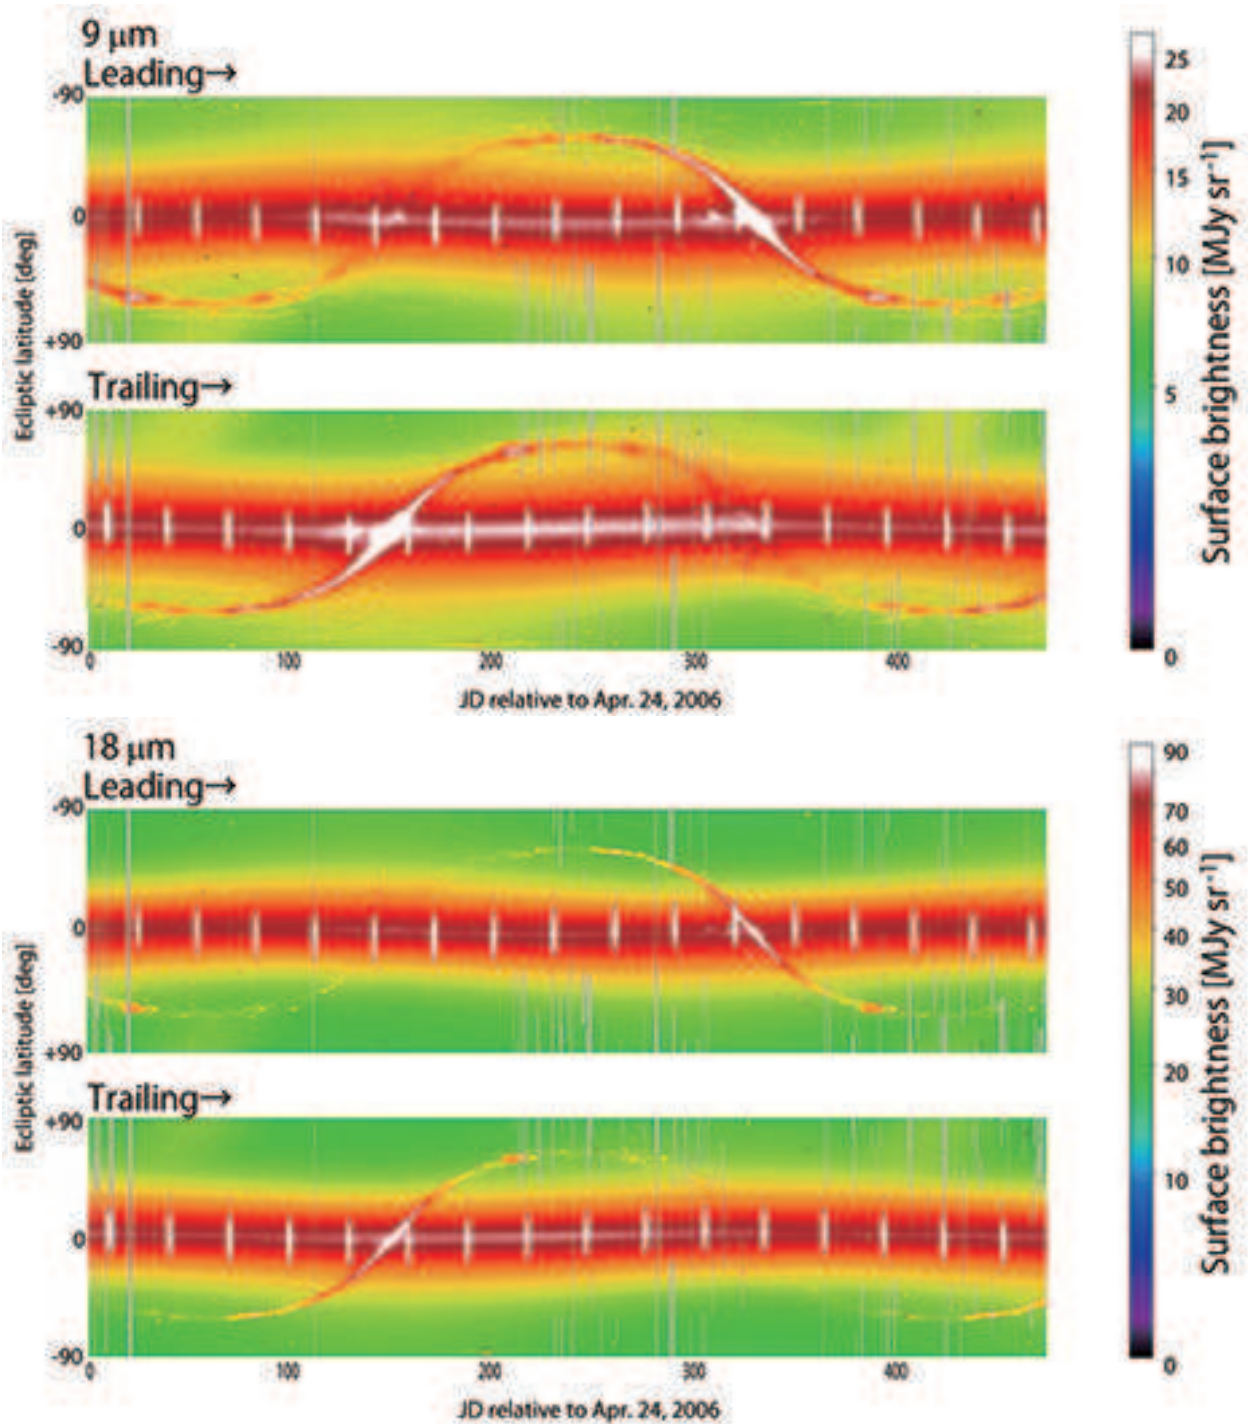 9 μm
Leading→
-90
0
+90
Trailing→
+90
0
-90
Ecliptic latitude [deg]
0 100 200 300 400
JD relative to Apr. 24, 2006
25
20
15
10
5
0
Surface brightness [MJy sr⁻¹]
18 μm
Leading→
-90
0
+90
Trailing→
+90
0
-90
Ecliptic latitude [deg]
0 100 200 300 400
JD relative to Apr. 24, 2006
90
70
60
50
40
30
20
10
0
Surface brightness [MJy sr⁻¹]